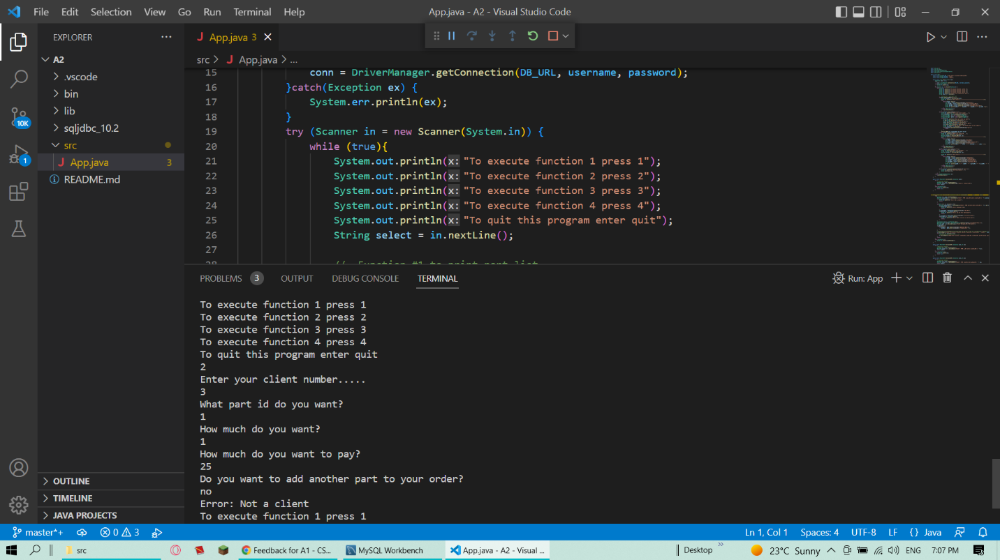 File Edit Selection View Go Run Terminal Help
App.java - A2 - Visual Studio Code
EXPLORER
App.java 3
A2
src > App.java > ...
.vscode
bin
lib
sqljdbc_10.2
src
App.java 3
README.md
10K
1
15 conn = DriverManager.getConnection(DB_URL, username, password);
16 }catch(Exception ex) {
17 System.err.println(ex);
18 }
19 try (Scanner in = new Scanner(System.in)) {
20 while (true){
21 System.out.println(x: "To execute function 1 press 1");
22 System.out.println(x: "To execute function 2 press 2");
23 System.out.println(x: "To execute function 3 press 3");
24 System.out.println(x: "To execute function 4 press 4");
25 System.out.println(x: "To quit this program enter quit");
26 String select = in.nextLine();
27
28 // Function #1 to print part list
PROBLEMS 3 OUTPUT DEBUG CONSOLE TERMINAL
Run: App
To execute function 1 press 1
To execute function 2 press 2
To execute function 3 press 3
To execute function 4 press 4
To quit this program enter quit
2
Enter your client number.....
3
What part id do you want?
1
How much do you want?
1
How much do you want to pay?
25
Do you want to add another part to your order?
no
Error: Not a client
To execute function 1 press 1
OUTLINE
TIMELINE
JAVA PROJECTS
master*+ 0 3
Ln 1, Col 1 Spaces: 4 UTF-8 LF {} Java
src
Feedback for A1 - CS...
MySQL Workbench
App.java - A2 - Visual ...
Desktop
23°C Sunny
ENG
7:07 PM